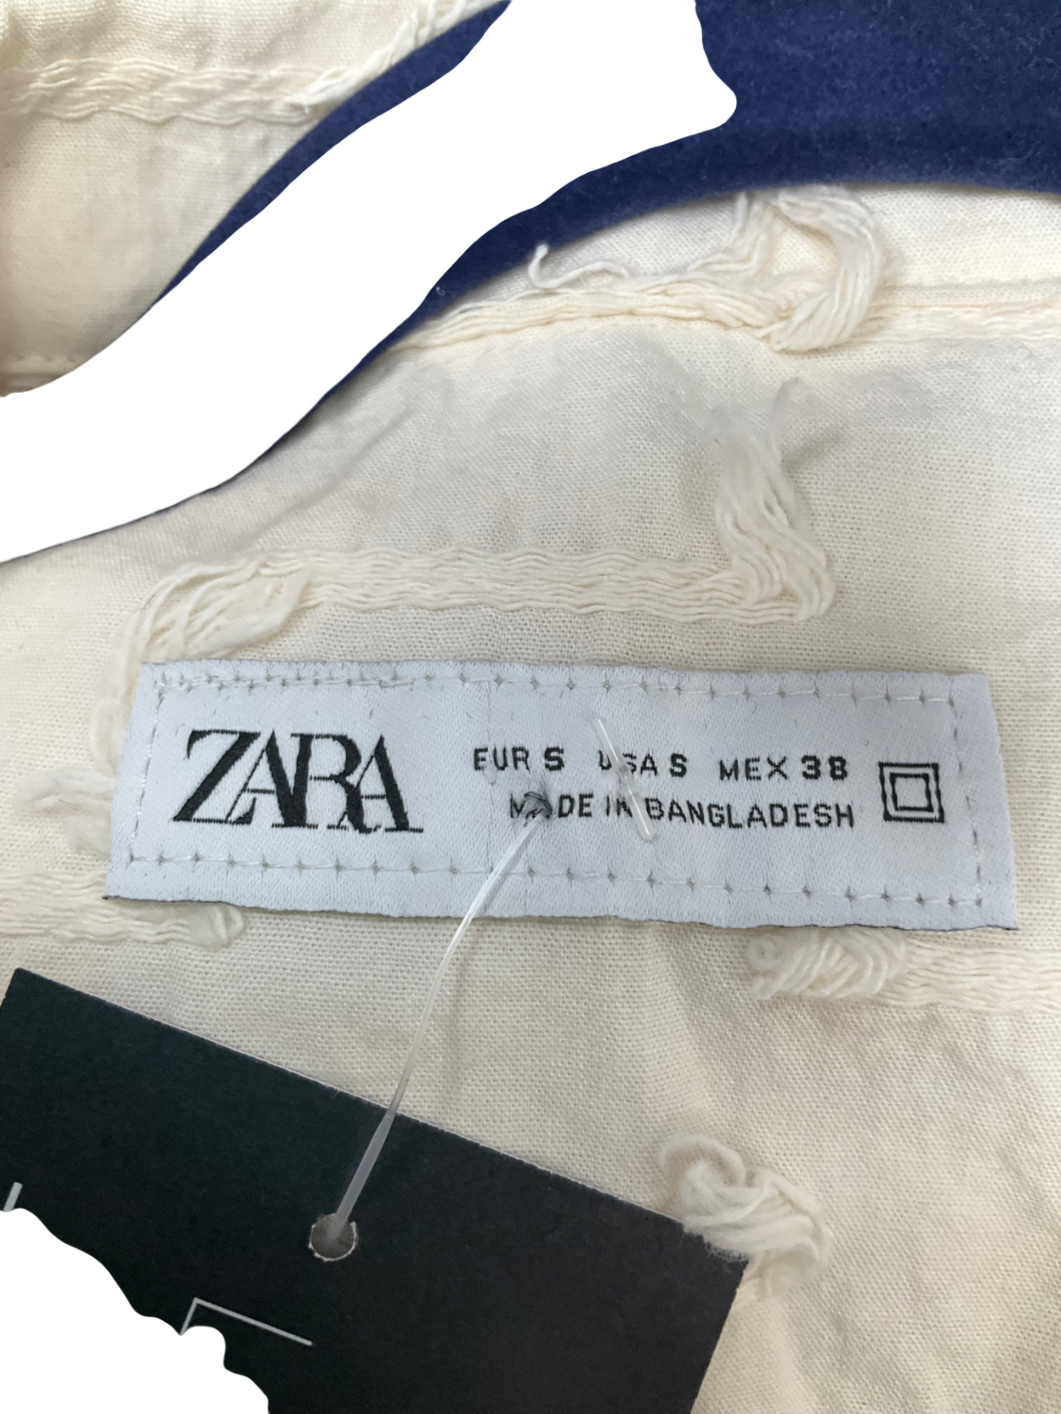 ZARA
EUR S USA S MEX 38
MADE IN BANGLADESH